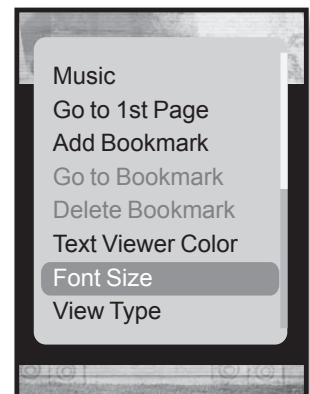 Music
Go to 1st Page
Add Bookmark
Go to Bookmark
Delete Bookmark
Text Viewer Color
Font Size
View Type